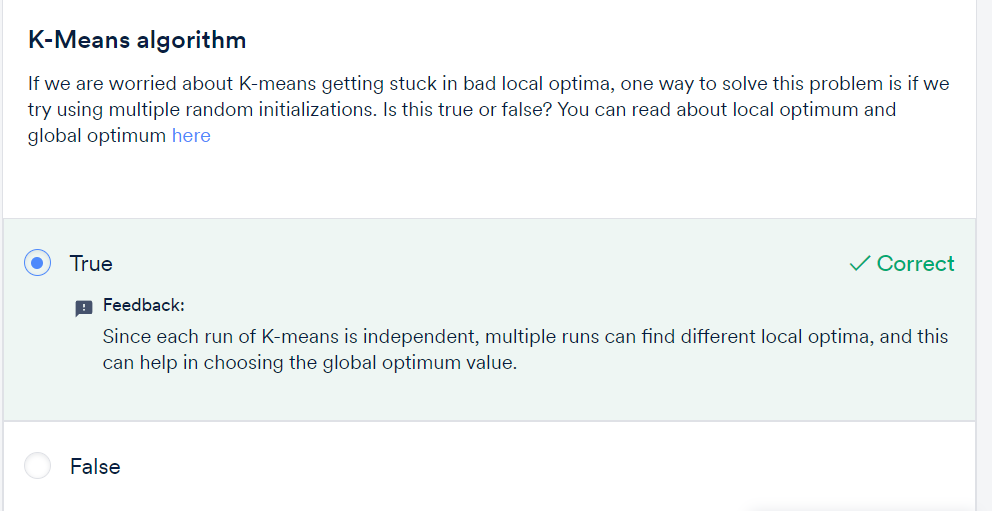 K-Means algorithm
If we are worried about K-means getting stuck in bad local optima, one way to solve this problem is if we
try using multiple random initializations. Is this true or false? You can read about local optimum and
global optimum here
True
Correct
Feedback:
Since each run of K-means is independent, multiple runs can find different local optima, and this
can help in choosing the global optimum value.
False